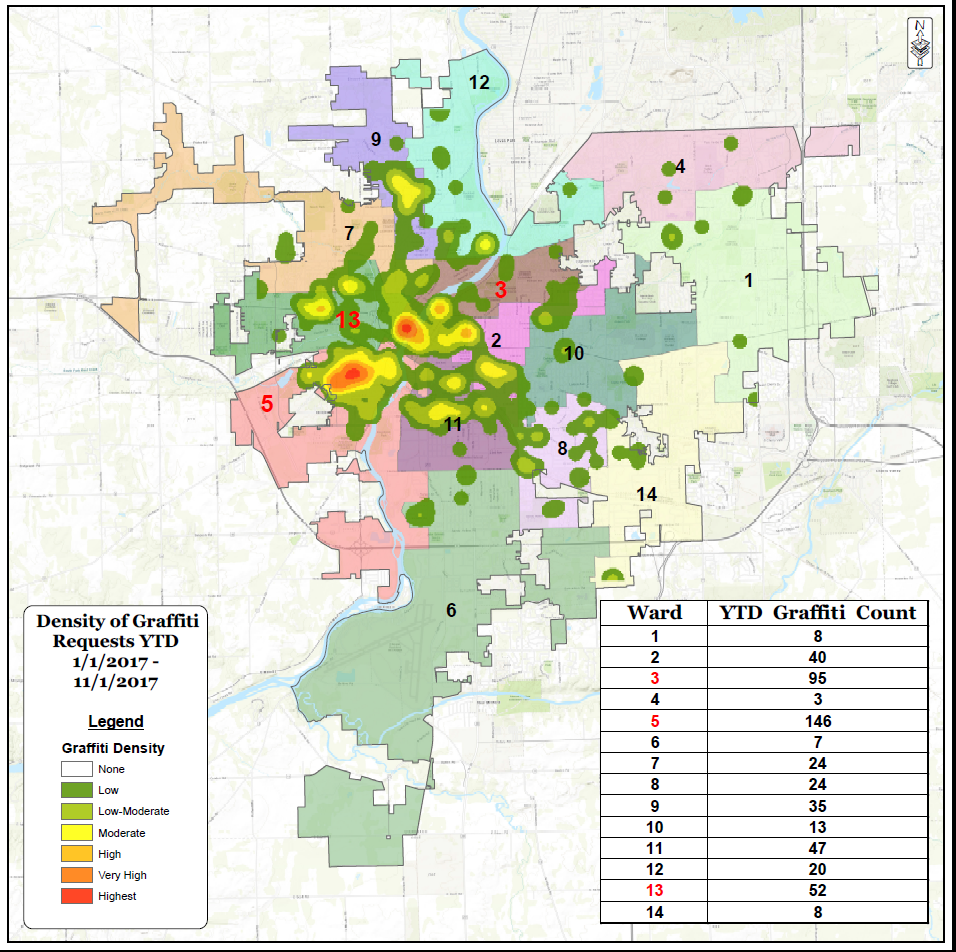 N
12
9
4
7
1
3
13
2
10
5
11
8
14
6
Density of Graffiti
Requests YTD
1/1/2017 -
11/1/2017
Legend
Graffiti Density
None
Low
Low-Moderate
Moderate
High
Very High
Highest
Ward YTD Graffiti Count
1 8
2 40
3 95
4 3
5 146
6 7
7 24
8 24
9 35
10 13
11 47
12 20
13 52
14 8